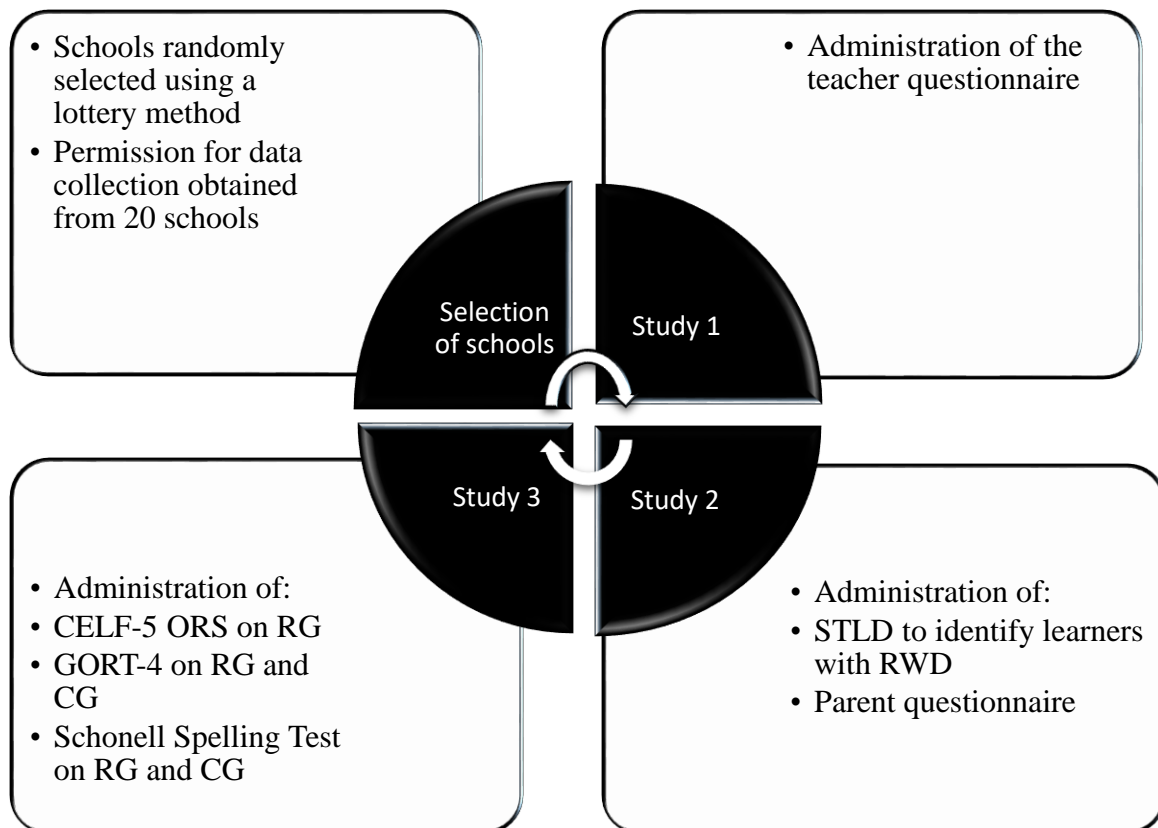 • Schools randomly
selected using a
lottery method
• Permission for data
collection obtained
from 20 schools
• Administration of the
teacher questionnaire
Selection
of schools
Study 1
Study 3
Study 2
• Administration of:
• CELF-5 ORS on RG
• GORT-4 on RG and
CG
• Schonell Spelling Test
on RG and CG
• Administration of:
• STLD to identify learners
with RWD
• Parent questionnaire